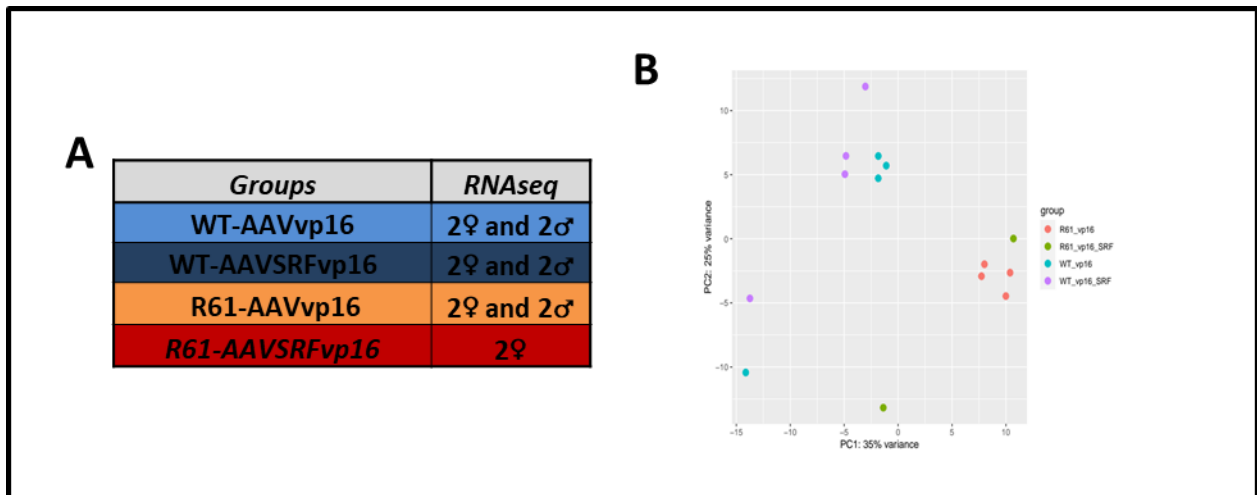 A
Groups RNAseq
WT-AAVvp16 2♀ and 2♂
WT-AAVSRFvp16 2♀ and 2♂
R61-AAVvp16 2♀ and 2♂
R61-AAVSRFvp16 2♀
B
10
5
0
−5
−10
PC2: 25% variance
−15 −10 −5 0 5 10
PC1: 35% variance
group
R61_vp16
R61_vp16_SRF
WT_vp16
WT_vp16_SRF